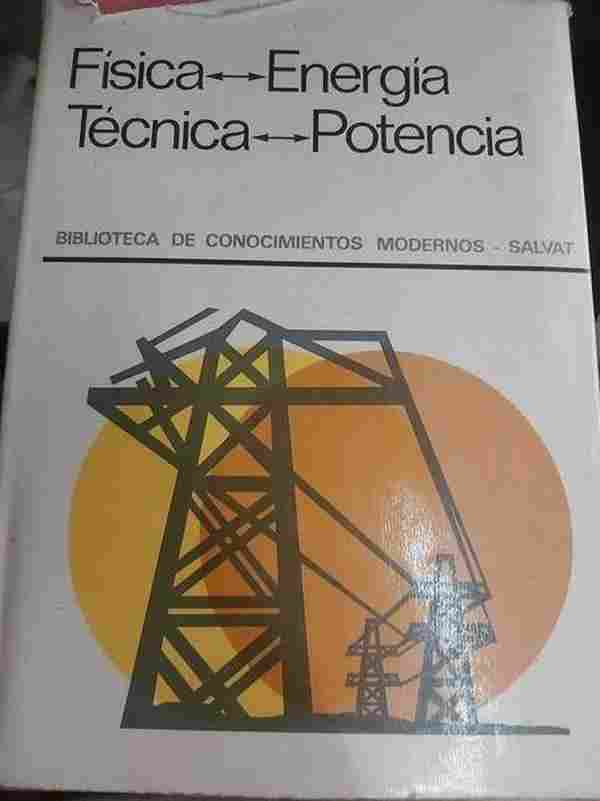 Física↔Energía
Técnica↔Potencia
BIBLIOTECA DE CONOCIMIENTOS MODERNOS - SALVAT